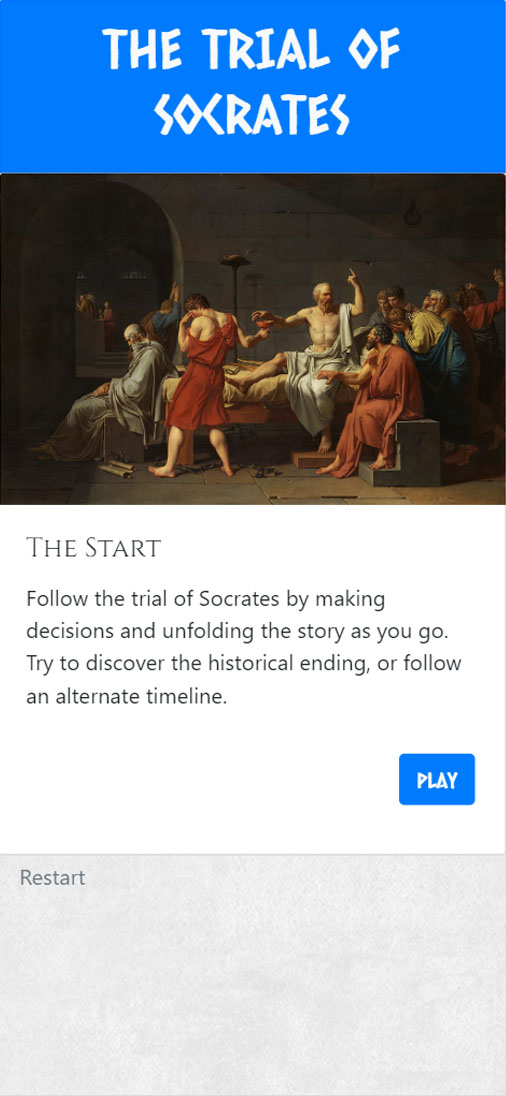 THE TRIAL OF
SOCRATES
The Start
Follow the trial of Socrates by making
decisions and unfolding the story as you go.
Try to discover the historical ending, or follow
an alternate timeline.
PLAY
Restart